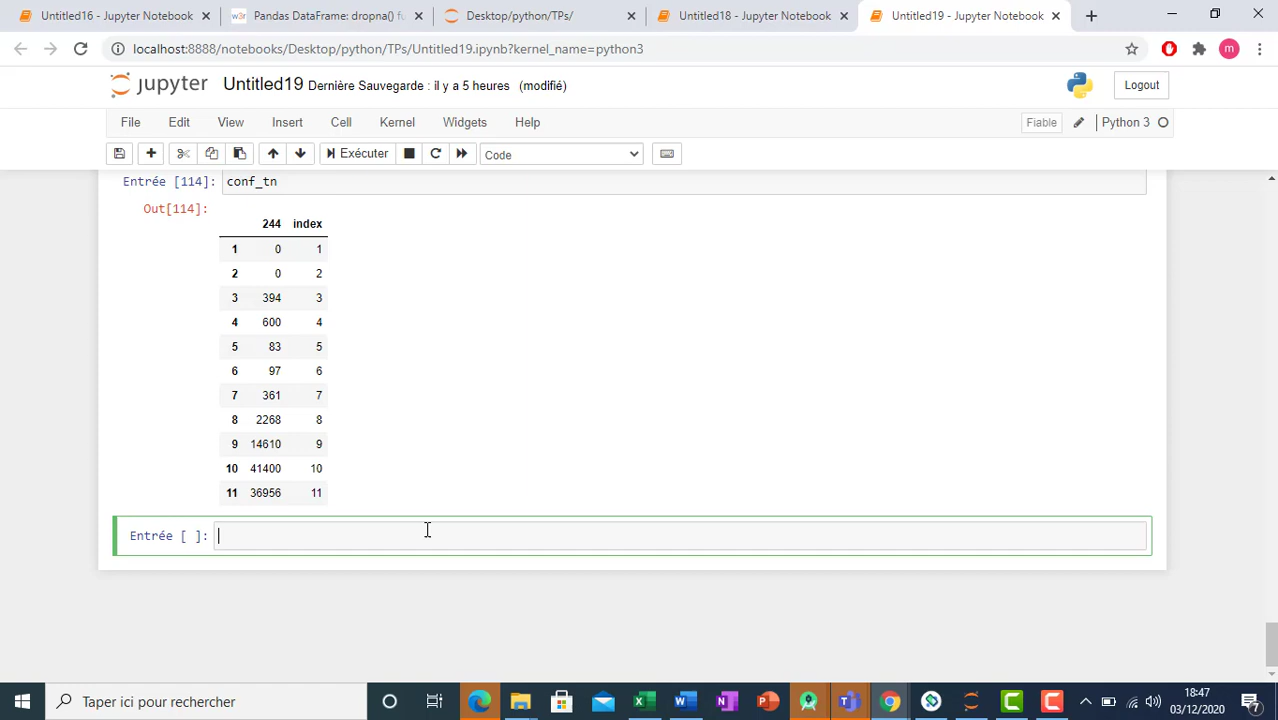 Untitled16 - Jupyter Notebook
w3r Pandas DataFrame: dropna() fu
Desktop/python/TPs/
Untitled18 - Jupyter Notebook
Untitled19 - Jupyter Notebook
localhost:8888/notebooks/Desktop/python/TPs/Untitled19.ipynb?kernel_name=python3
m
jupyter Untitled19 Dernière Sauvegarde : il y a 5 heures (modifié)
Logout
File Edit View Insert Cell Kernel Widgets Help
Fiable Python 3
Exécuter Code
Entrée [114]: conf_tn
Out[114]:
244 index
1 0 1
2 0 2
3 394 3
4 600 4
5 83 5
6 97 6
7 361 7
8 2268 8
9 14610 9
10 41400 10
11 36956 11
Entrée [ ]:
Taper ici pour rechercher
18:47
03/12/2020
7